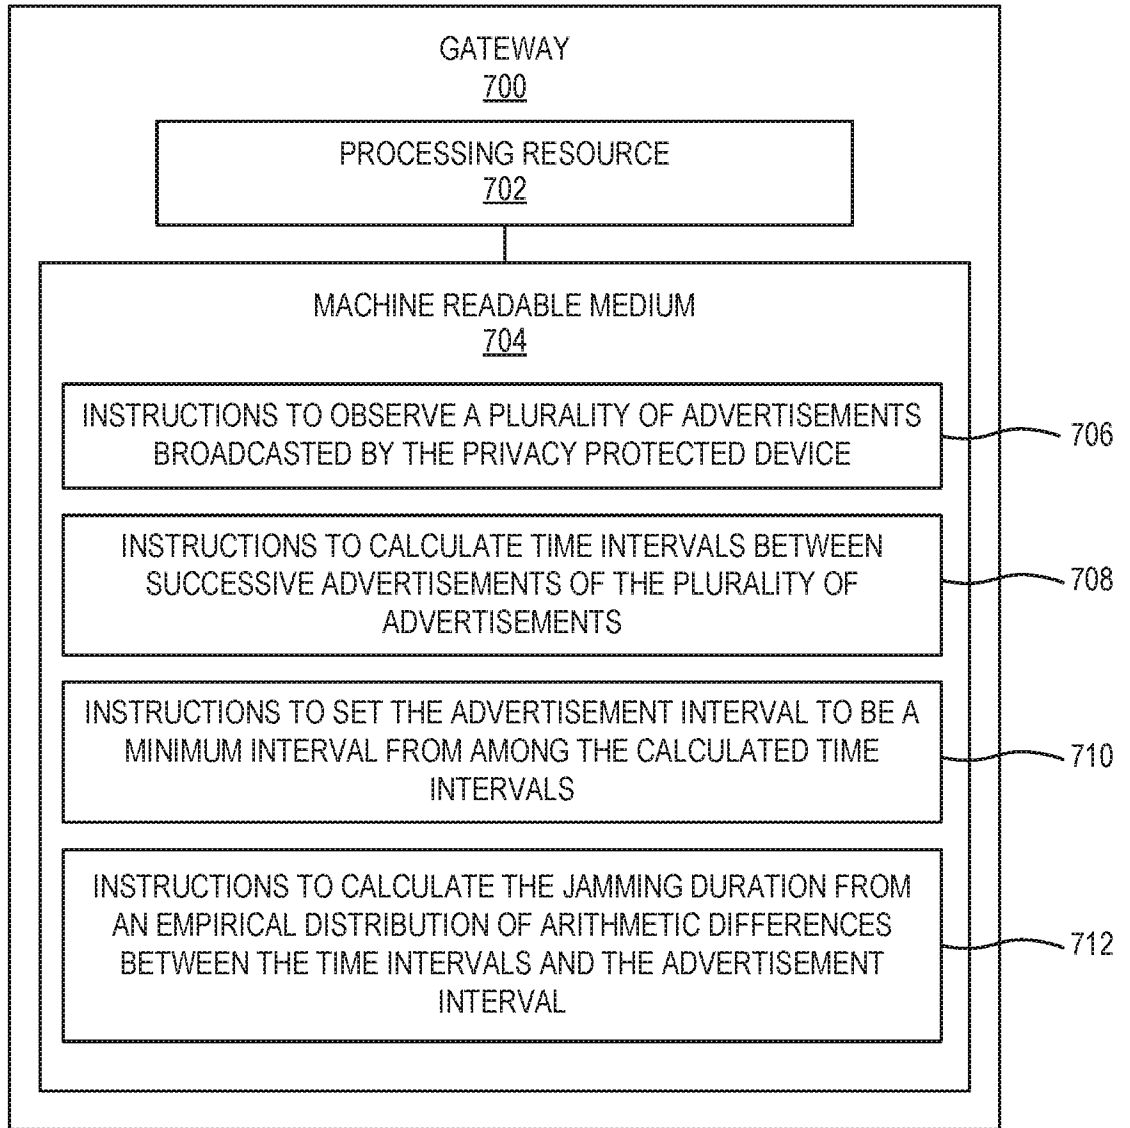 GATEWAY
700
PROCESSING RESOURCE
702
MACHINE READABLE MEDIUM
704
INSTRUCTIONS TO OBSERVE A PLURALITY OF ADVERTISEMENTS
BROADCASTED BY THE PRIVACY PROTECTED DEVICE
706
INSTRUCTIONS TO CALCULATE TIME INTERVALS BETWEEN
SUCCESSIVE ADVERTISEMENTS OF THE PLURALITY OF
ADVERTISEMENTS
708
INSTRUCTIONS TO SET THE ADVERTISEMENT INTERVAL TO BE A
MINIMUM INTERVAL FROM AMONG THE CALCULATED TIME
INTERVALS
710
INSTRUCTIONS TO CALCULATE THE JAMMING DURATION FROM
AN EMPIRICAL DISTRIBUTION OF ARITHMETIC DIFFERENCES
BETWEEN THE TIME INTERVALS AND THE ADVERTISEMENT
INTERVAL
712